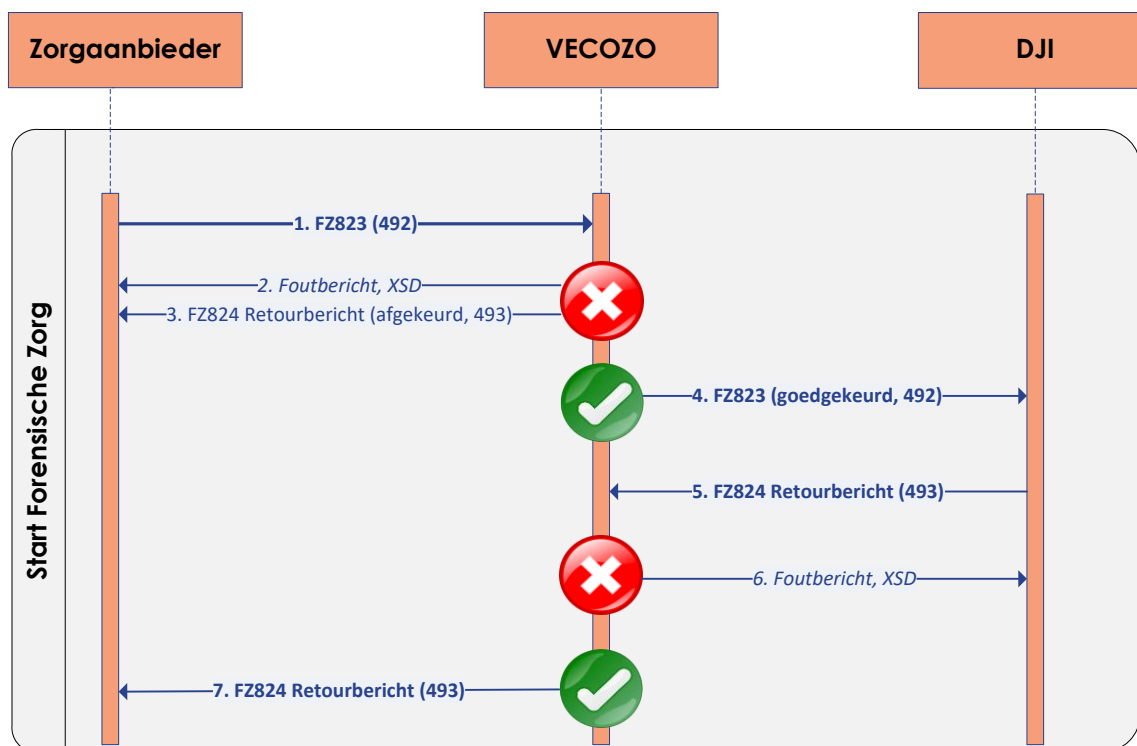 Zorgaanbieder
VECOZO
DJI
Start Forensische Zorg
1. FZ823 (492)
2. Foutbericht, XSD
3. FZ824 Retourbericht (afgekeurd, 493)
4. FZ823 (goedgekeurd, 492)
5. FZ824 Retourbericht (493)
6. Foutbericht, XSD
7. FZ824 Retourbericht (493)